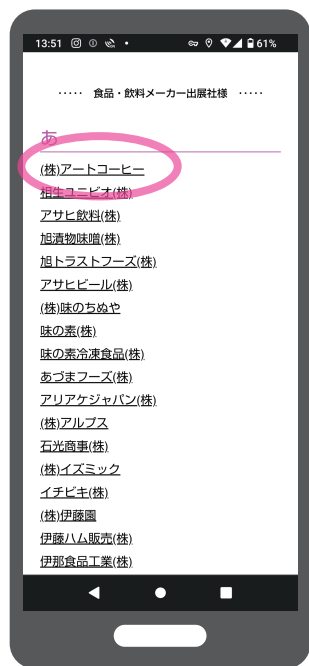 13:51 61%
····· 食品・飲料メーカー出展社様 ·····
あ
(株)アートコーヒー
相生ユニビオ(株)
アサヒ飲料(株)
旭漬物味噌(株)
旭トラストフーズ(株)
アサヒビール(株)
(株)味のちぬや
味の素(株)
味の素冷凍食品(株)
あづまフーズ(株)
アリアケジャパン(株)
(株)アルプス
石光商事(株)
(株)イズミック
イチビキ(株)
(株)伊藤園
伊藤ハム販売(株)
伊那食品工業(株)